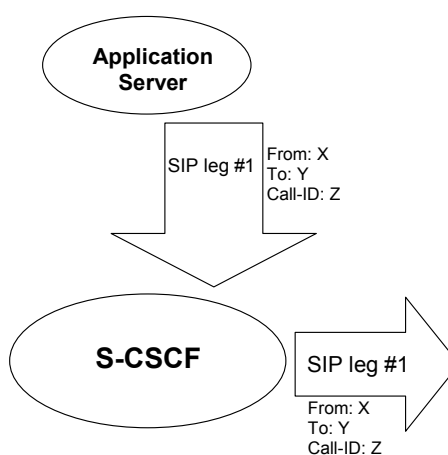 Application
Server
SIP leg #1
From: X
To: Y
Call-ID: Z
S-CSCF
SIP leg #1
From: X
To: Y
Call-ID: Z